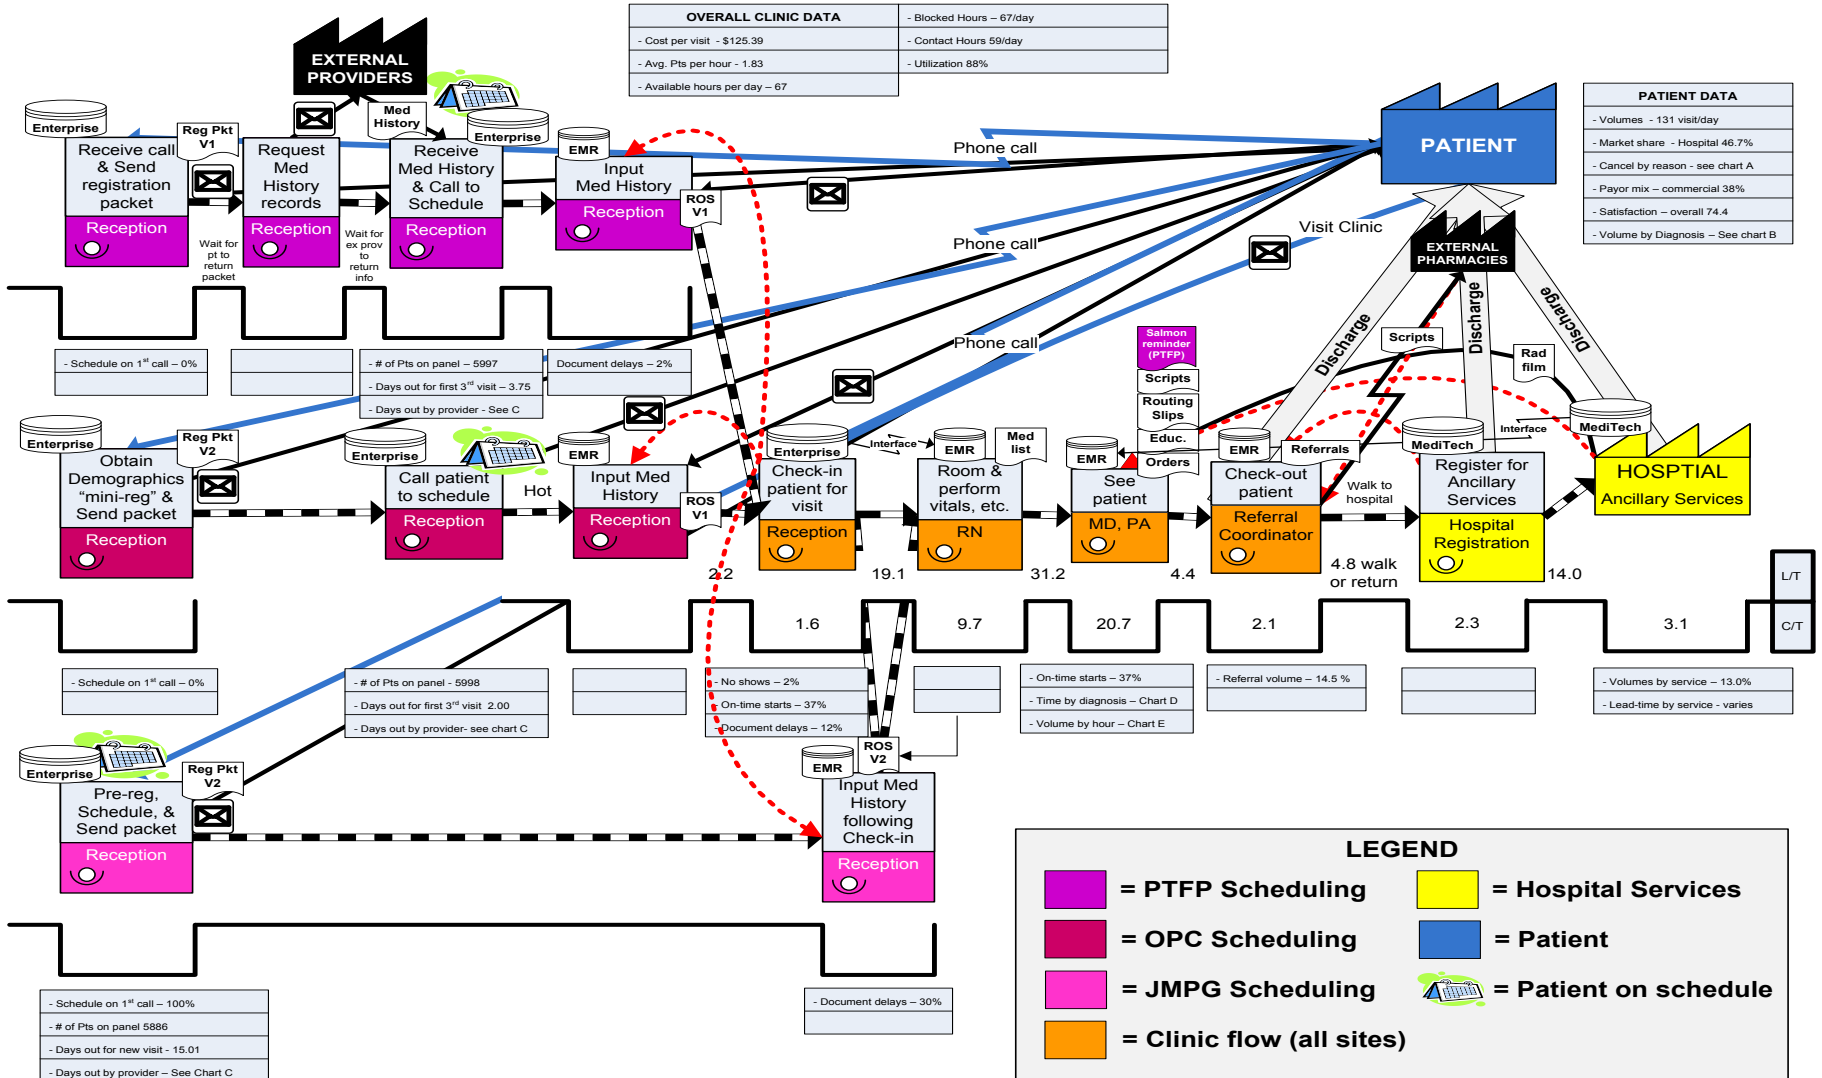 OVERALL CLINIC DATA
- Cost per visit - $125.39
- Avg. Pts per hour - 1.83
- Available hours per day – 67
- Blocked Hours – 67/day
- Contact Hours 59/day
- Utilization 88%
EXTERNAL
PROVIDERS
PATIENT
PATIENT DATA
- Volumes - 131 visit/day
- Market share - Hospital 46.7%
- Cancel by reason - see chart A
- Payor mix – commercial 38%
- Satisfaction – overall 74.4
- Volume by Diagnosis – See chart B
Enterprise
Receive call
& Send
registration
packet
Reception
Reg Pkt
V1
Wait for
pt to
return
packet
Request
Med
History
records
Reception
Med
History
Wait for
ex prov
to
return
info
Enterprise
Receive
Med History
& Call to
Schedule
Reception
EMR
Input
Med History
Reception
ROS
V1
Phone call
Phone call
Phone call
Visit Clinic
EXTERNAL
PHARMACIES
Discharge
Discharge
Discharge
- Schedule on 1st call – 0%
- # of Pts on panel – 5997
- Days out for first 3rd visit – 3.75
- Days out by provider - See C
Document delays – 2%
Salmon
reminder
(PTFP)
Scripts
Routing
Slips
Educ.
Orders
Scripts
Rad
film
Enterprise
Obtain
Demographics
"mini-reg" &
Send packet
Reception
Reg Pkt
V2
Enterprise
Call patient
to schedule
Reception
Hot
EMR
Input Med
History
Reception
ROS
V1
Enterprise
Check-in
patient for
visit
Reception
Interface
EMR
Med
list
Room &
perform
vitals, etc.
RN
EMR
See
patient
MD, PA
EMR
Referrals
Check-out
patient
Referral
Coordinator
Walk to
hospital
MediTech
Register for
Ancillary
Services
Hospital
Registration
Interface
MediTech
HOSPTIAL
Ancillary Services
2.2
19.1
31.2
4.4
4.8 walk
or return
14.0
L/T
1.6
9.7
20.7
2.1
2.3
3.1
C/T
- Schedule on 1st call – 0%
- # of Pts on panel - 5998
- Days out for first 3rd visit 2.00
- Days out by provider- see chart C
- No shows – 2%
- On-time starts – 37%
- Document delays – 12%
- On-time starts – 37%
- Time by diagnosis – Chart D
- Volume by hour – Chart E
- Referral volume – 14.5 %
- Volumes by service – 13.0%
- Lead-time by service - varies
Enterprise
Pre-reg,
Schedule, &
Send packet
Reception
Reg Pkt
V2
EMR
ROS
V2
Input Med
History
following
Check-in
Reception
- Schedule on 1st call – 100%
- # of Pts on panel 5886
- Days out for new visit - 15.01
- Days out by provider – See Chart C
- Document delays – 30%
LEGEND
= PTFP Scheduling
= OPC Scheduling
= JMPG Scheduling
= Clinic flow (all sites)
= Hospital Services
= Patient
= Patient on schedule